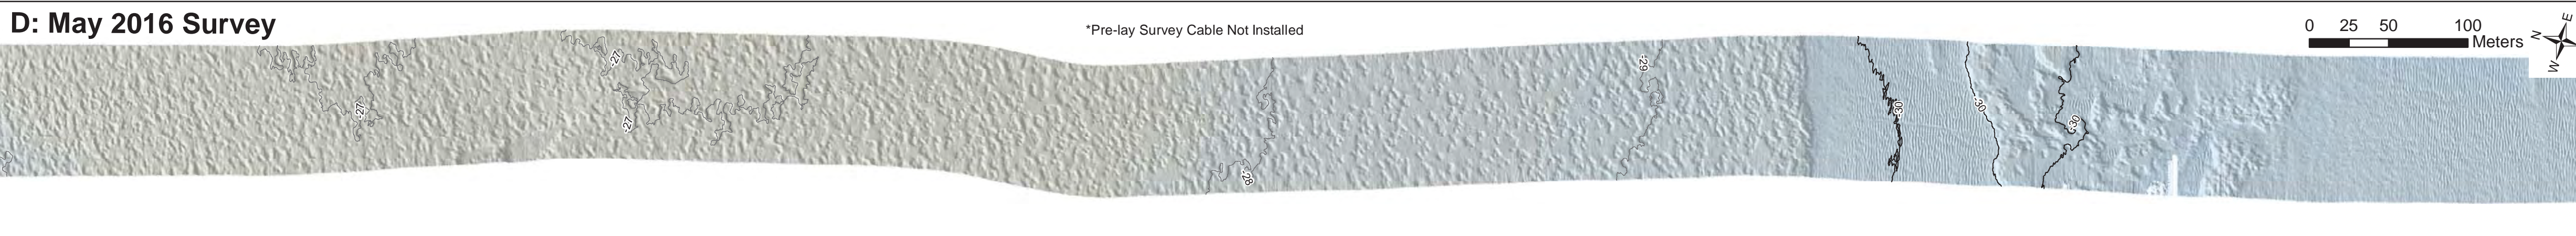 D: May 2016 Survey
*Pre-lay Survey Cable Not Installed
0 25 50 100
Meters
N
E
W
-27
-27
-27
-28
-29
-30
-30
-30